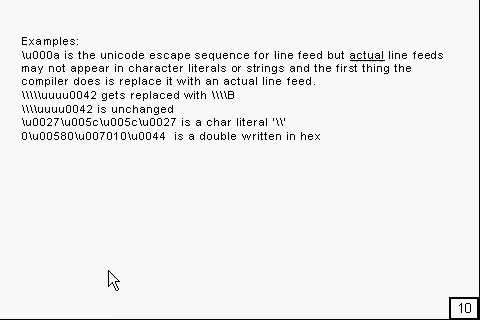 Examples:
\u000a is the unicode escape sequence for line feed but actual line feeds
may not appear in character literals or strings and the first thing the
compiler does is replace it with an actual line feed.
\\\\\uuuu0042 gets replaced with \\\\B
\\\\uuuu0042 is unchanged
\u0027\u005c\u005c\u0027 is a char literal '\\'
0\u00580\u007010\u0044  is a double written in hex
10